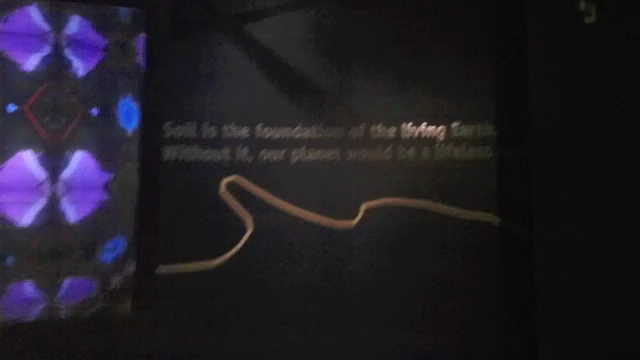 Soil is the foundation of the living Earth.
Without it, our planet would be a lifeless